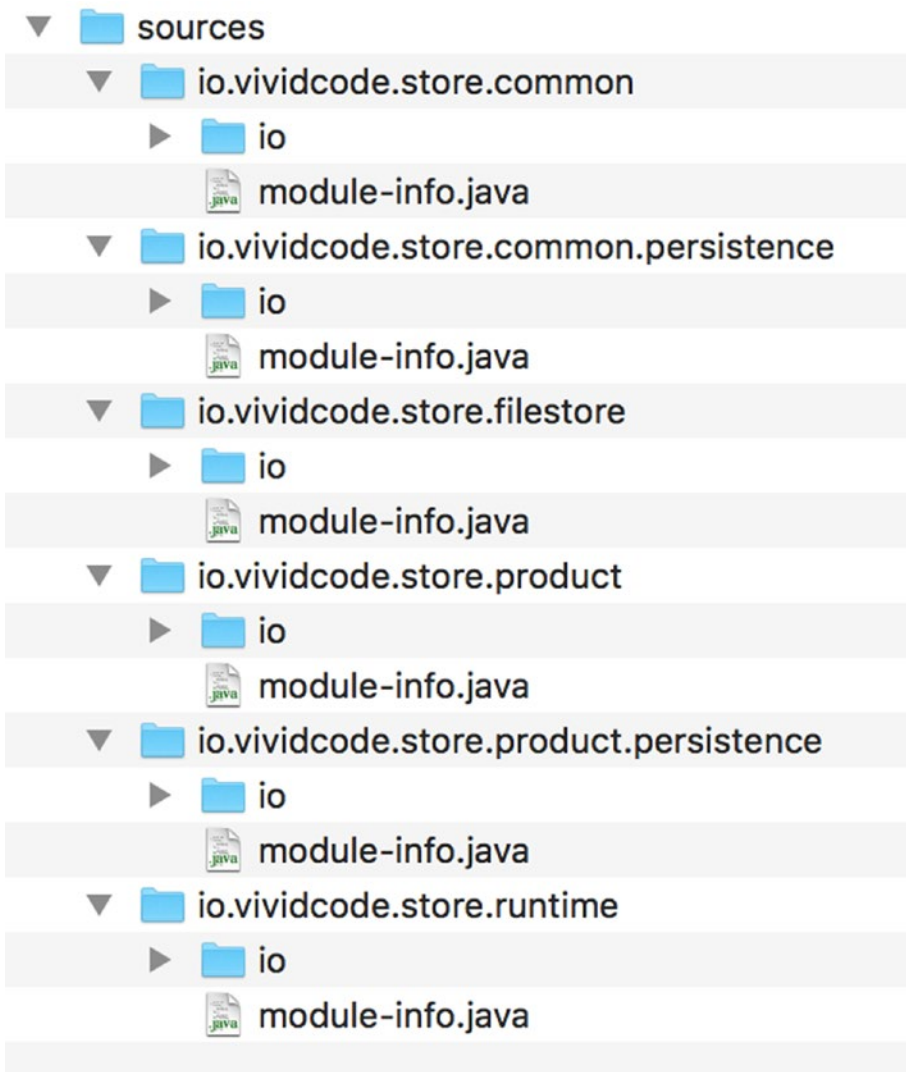 sources
io.vividcode.store.common
io
module-info.java
io.vividcode.store.common.persistence
io
module-info.java
io.vividcode.store.filestore
io
module-info.java
io.vividcode.store.product
io
module-info.java
io.vividcode.store.product.persistence
io
module-info.java
io.vividcode.store.runtime
io
module-info.java